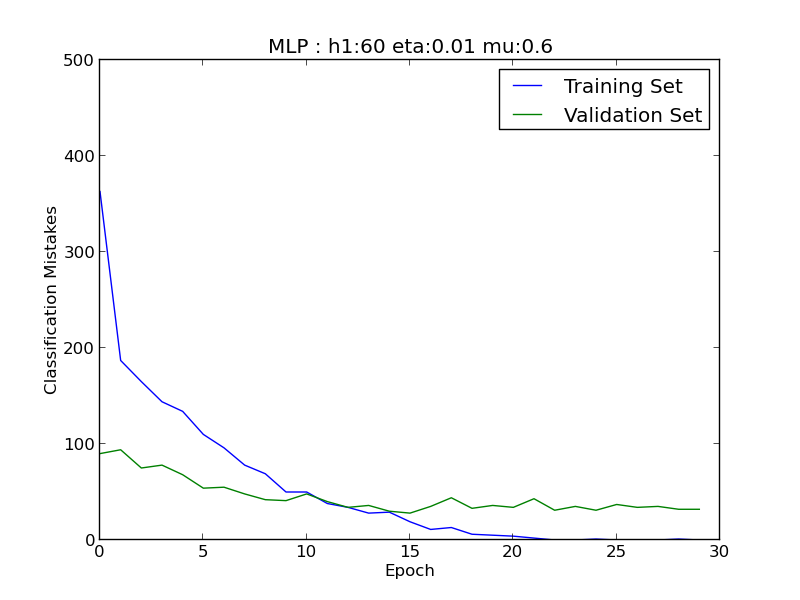 MLP : h1:60 eta:0.01 mu:0.6
500
400
300
200
100
0
Classification Mistakes
Training Set
Validation Set
0 5 10 15 20 25 30
Epoch